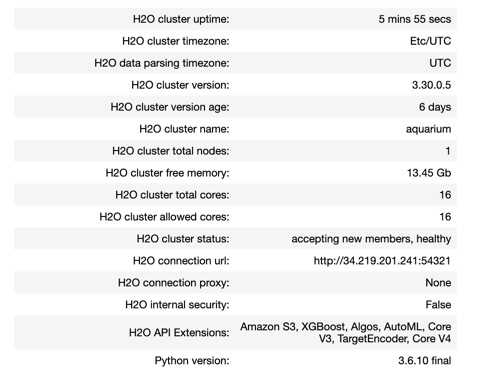 H2O cluster uptime: 5 mins 55 secs
H2O cluster timezone: Etc/UTC
H2O data parsing timezone: UTC
H2O cluster version: 3.30.0.5
H2O cluster version age: 6 days
H2O cluster name: aquarium
H2O cluster total nodes: 1
H2O cluster free memory: 13.45 Gb
H2O cluster total cores: 16
H2O cluster allowed cores: 16
H2O cluster status: accepting new members, healthy
H2O connection url: http://34.219.201.241:54321
H2O connection proxy: None
H2O internal security: False
H2O API Extensions: Amazon S3, XGBoost, Algos, AutoML, Core
V3, TargetEncoder, Core V4
Python version: 3.6.10 final